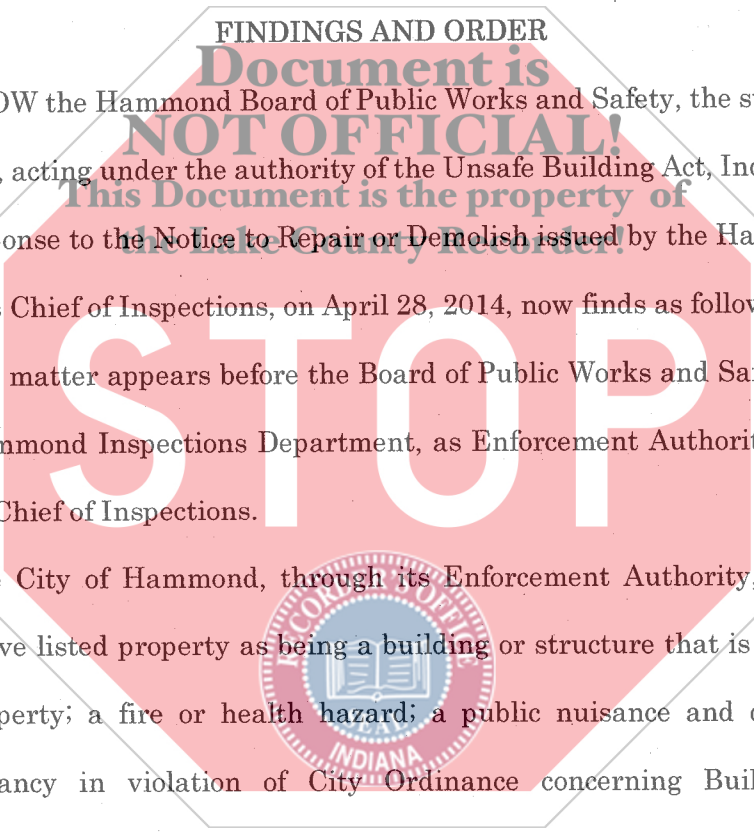 FINDINGS AND ORDER
Document is
OW the Hammond Board of Public Works and Safety, the s
NOT OFFICIAL!
, acting under the authority of the Unsafe Building Act, Ind
This Document is the property of
onse to the Notice to Repair or Demolish issued by the Ha
the Lake County Recorder!
s Chief of Inspections, on April 28, 2014, now finds as follow
STOP
matter appears before the Board of Public Works and Sa
nmond Inspections Department, as Enforcement Authorit
Chief of Inspections.
e City of Hammond, through its Enforcement Authority,
RECORDER'S OFFICE
ve listed property as being a building or structure that is
perty; a fire or health hazard; a public nuisance and
SEAL
INDIANA
ancy in violation of City Ordinance concerning Buil